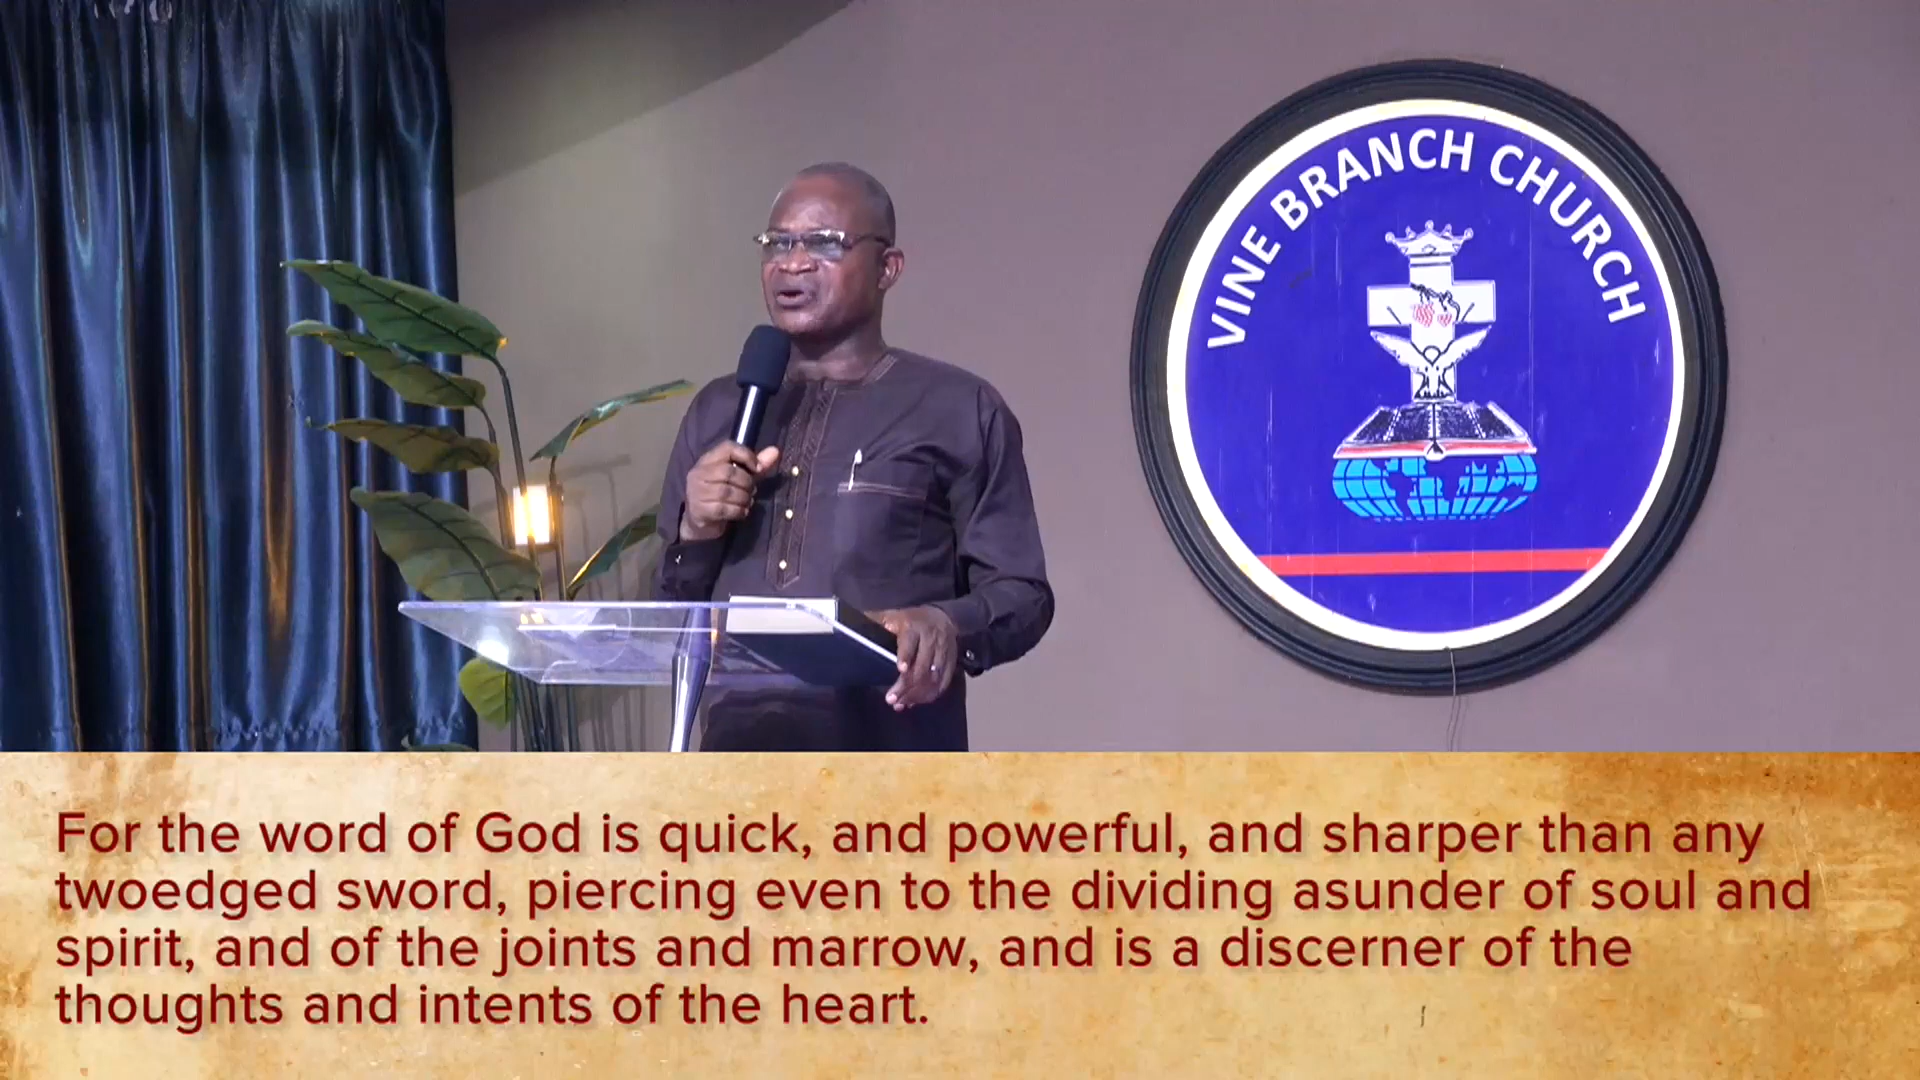 VINE BRANCH CHURCH
For the word of God is quick, and powerful, and sharper than any
twoedged sword, piercing even to the dividing asunder of soul and
spirit, and of the joints and marrow, and is a discerner of the
thoughts and intents of the heart.